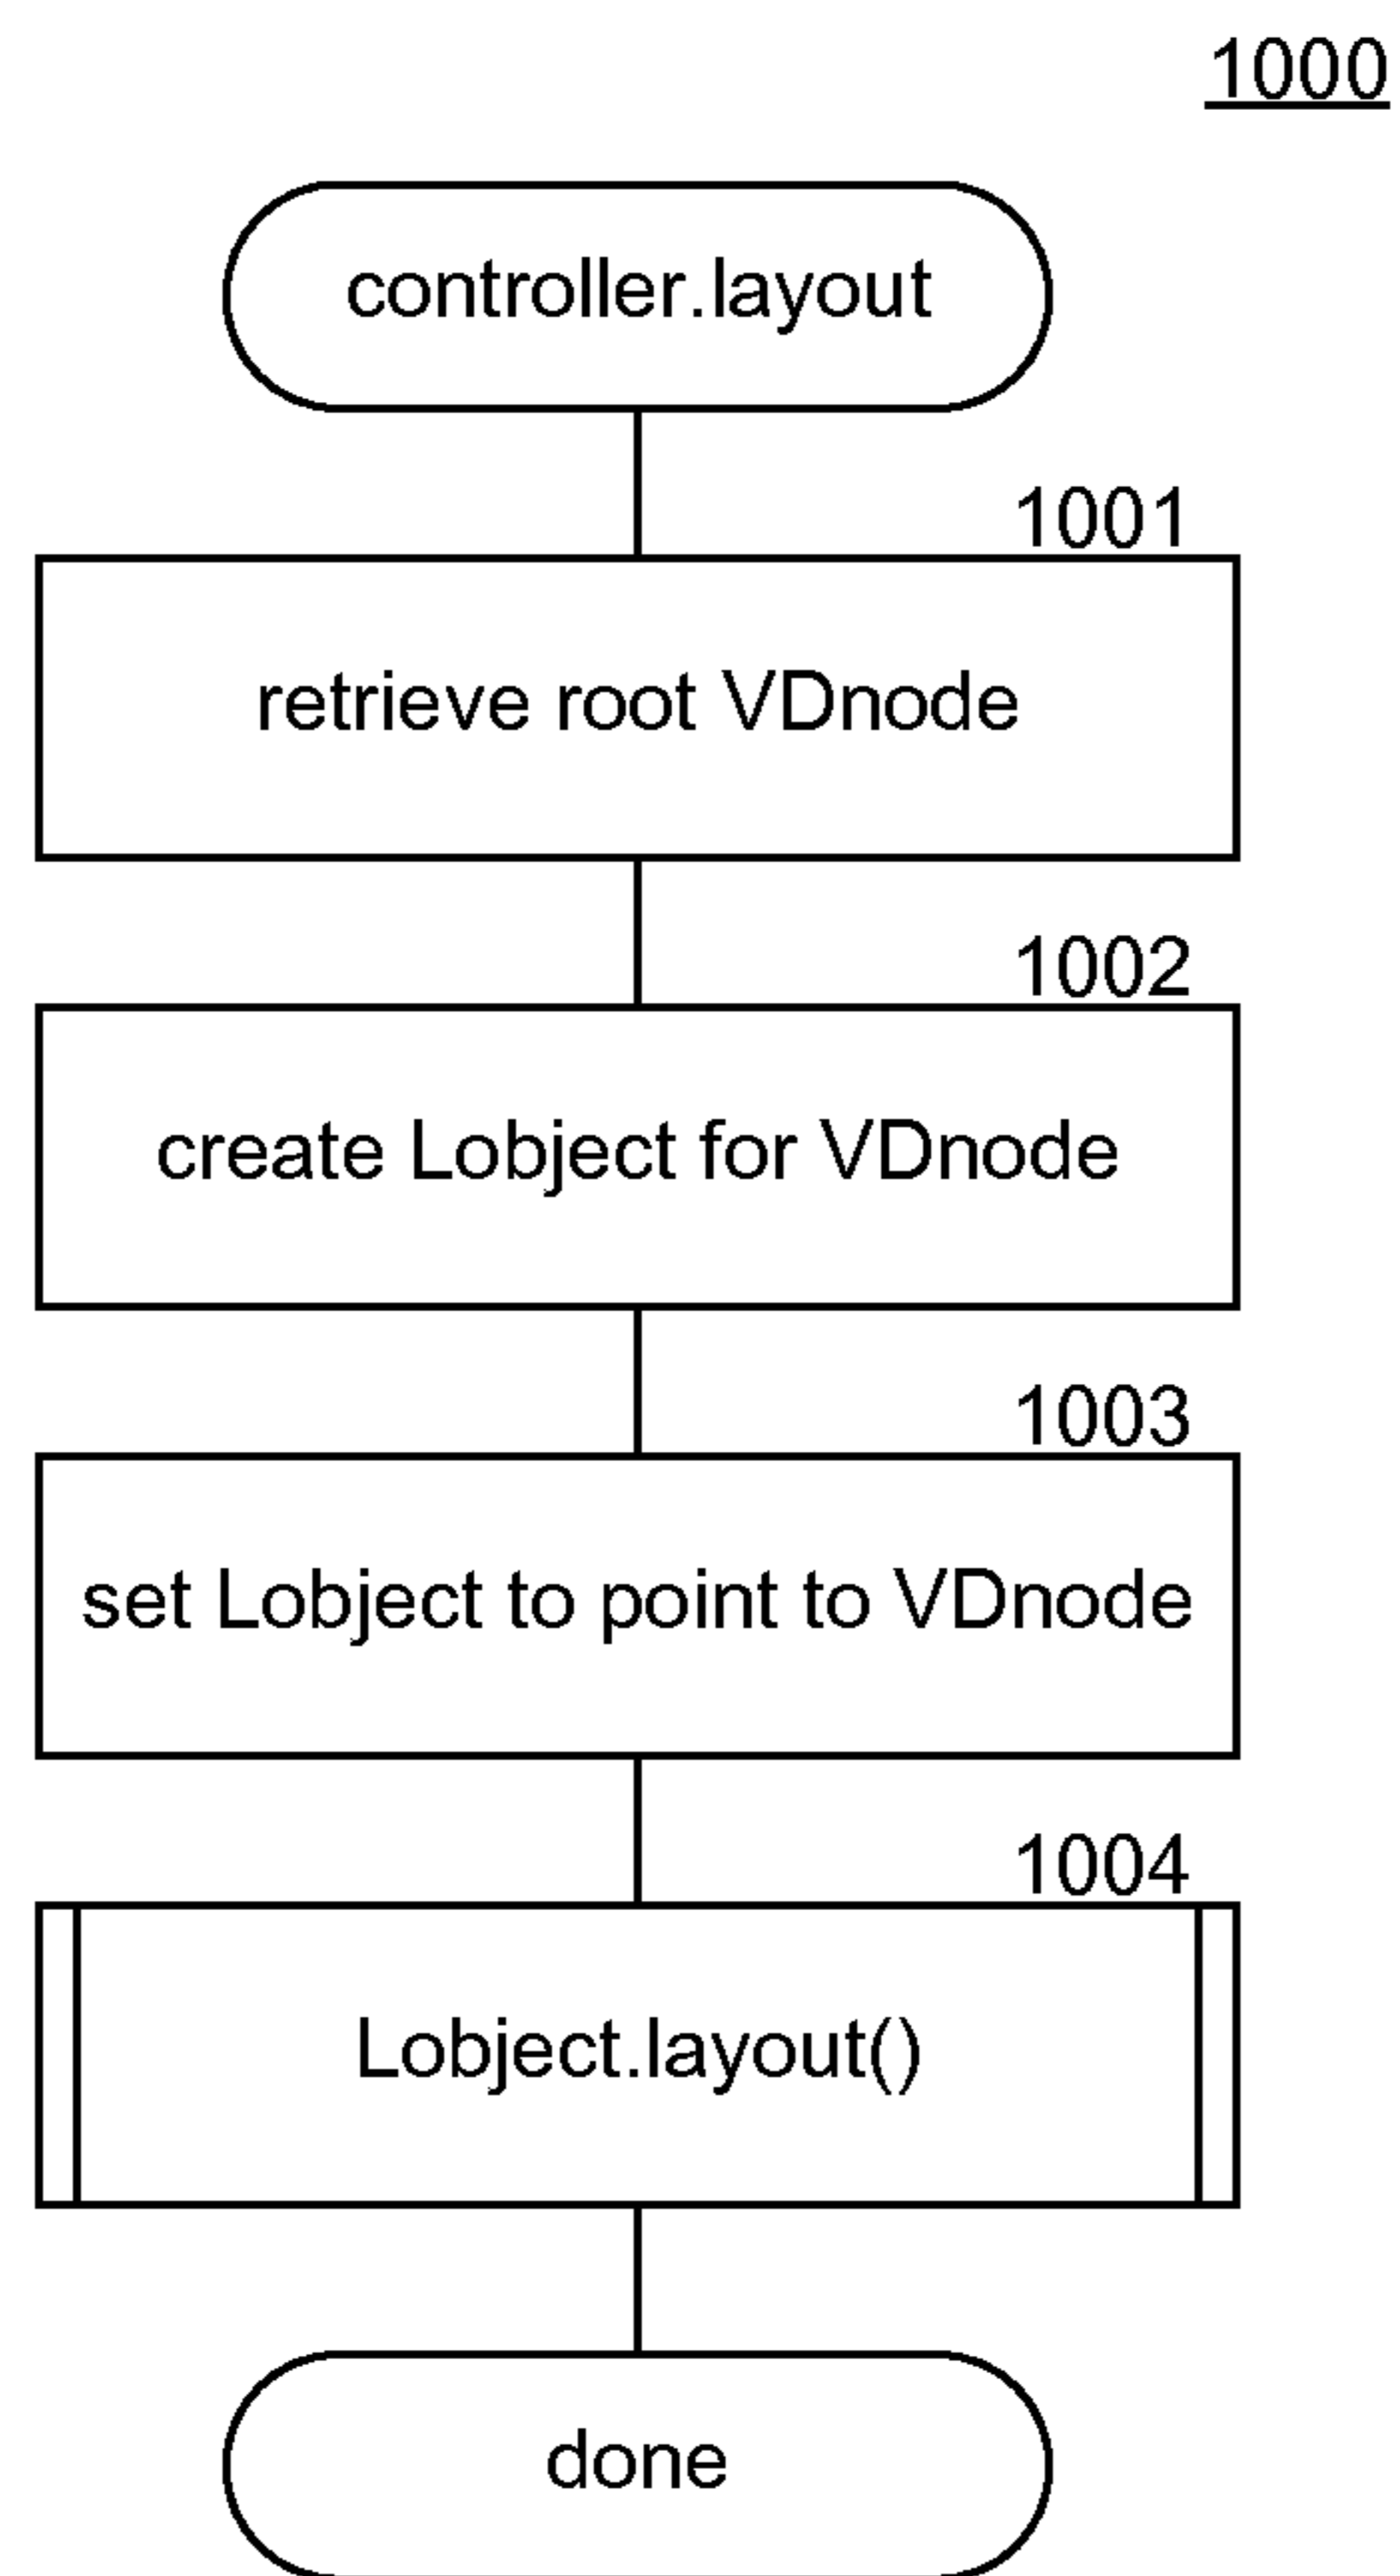 1000
controller.layout
1001
retrieve root VDnode
1002
create Lobject for VDnode
1003
set Lobject to point to VDnode
1004
Lobject.layout()
done